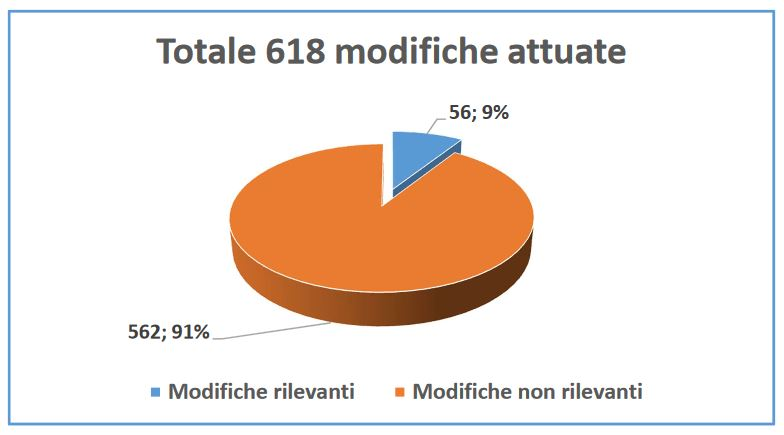 Totale 618 modifiche attuate
56; 9%
562; 91%
Modifiche rilevanti
Modifiche non rilevanti